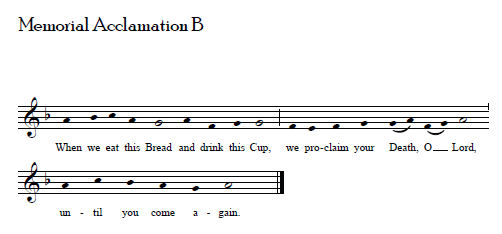 Memorial Acclamation B
When we eat this Bread and drink this Cup, we pro-claim your Death, O Lord,
un - til you come a - gain.